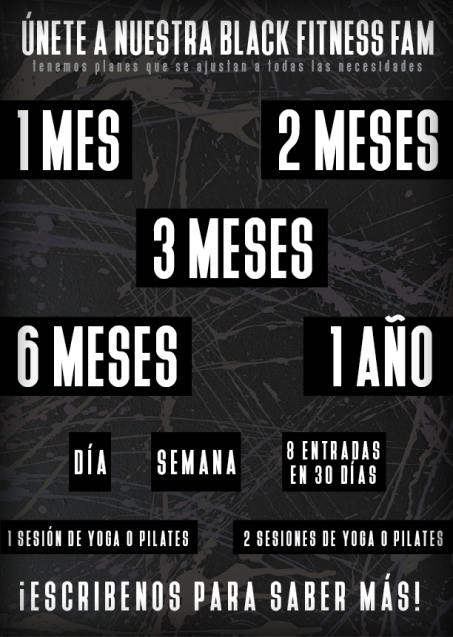 ÚNETE A NUESTRA BLACK FITNESS FAM
tenemos planes que se ajustan a todas las necesidades
1 MES
2 MESES
3 MESES
6 MESES
1 AÑO
DÍA
SEMANA
8 ENTRADAS
EN 30 DÍAS
1 SESIÓN DE YOGA O PILATES
2 SESIONES DE YOGA O PILATES
¡ESCRIBENOS PARA SABER MÁS!